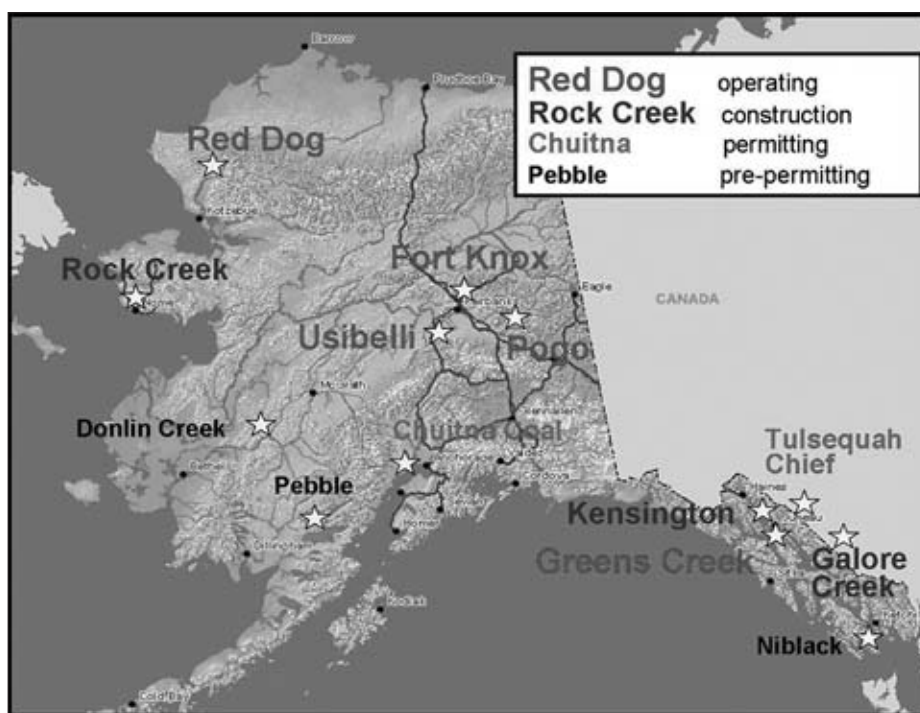 Barrow
Prudhoe Bay
Red Dog operating
Rock Creek construction
Chuitna permitting
Pebble pre-permitting
Red Dog
Kotzebue
Rock Creek
Nome
Fort Knox
Fairbanks
Eagle
CANADA
Usibelli
Pogo
McGrath
Donlin Creek
Chuitna Coal
Bethel
Pebble
Cordova
Homer
Dillingham
Kodiak
Cold Bay
Tulsequah
Chief
Haines
Kensington
Greens Creek
Galore
Creek
Niblack